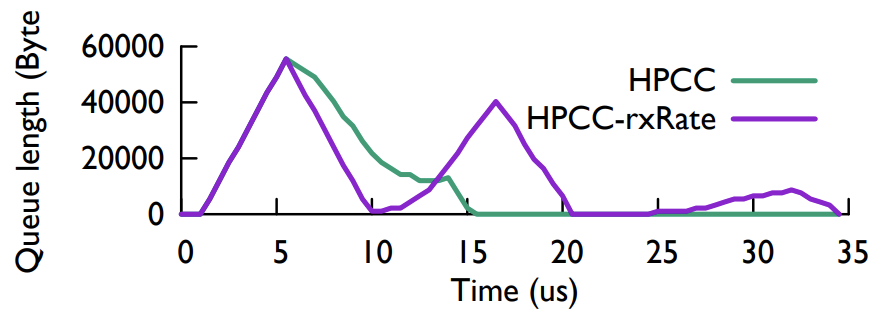 Queue length (Byte
60000
40000
20000
0
HPCC
HPCC-rxRate
0 5 10 15 20 25 30 35
Time (us)